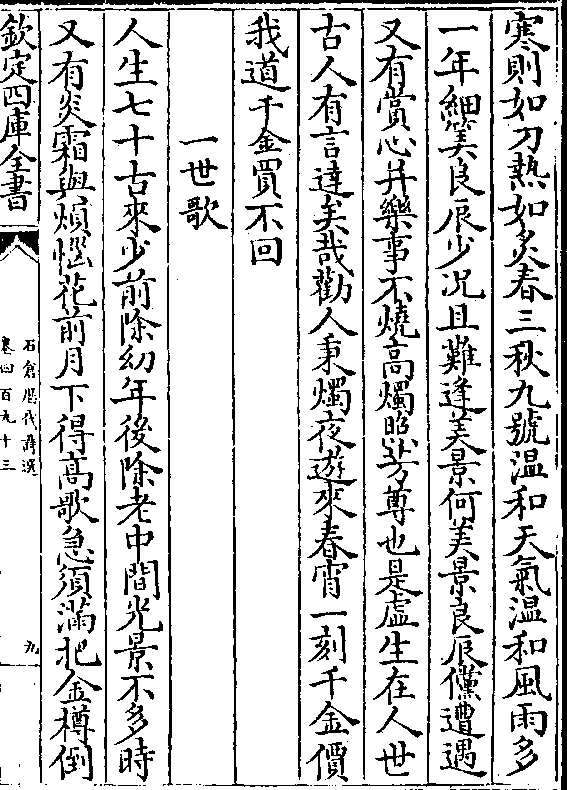 寒則如刀熱如炙春三秋九號温和天氣温和風雨多
一年細筭良辰少况且難逢美景何美景良辰儻遭遇
又有賞心并樂事不燒高燭照芳尊也是虚生在人世
古人有言達矣哉勸人秉燭夜遊來春宵一刻千金價
我道千金買不回
一世歌
人生七十古來少前除幼年後除老中間光景不多時
又有炎霜與煩惱花前月下得髙歌急須滿把金樽倒
欽定四庫全書
石倉歴代詩選
卷四百九十三
九